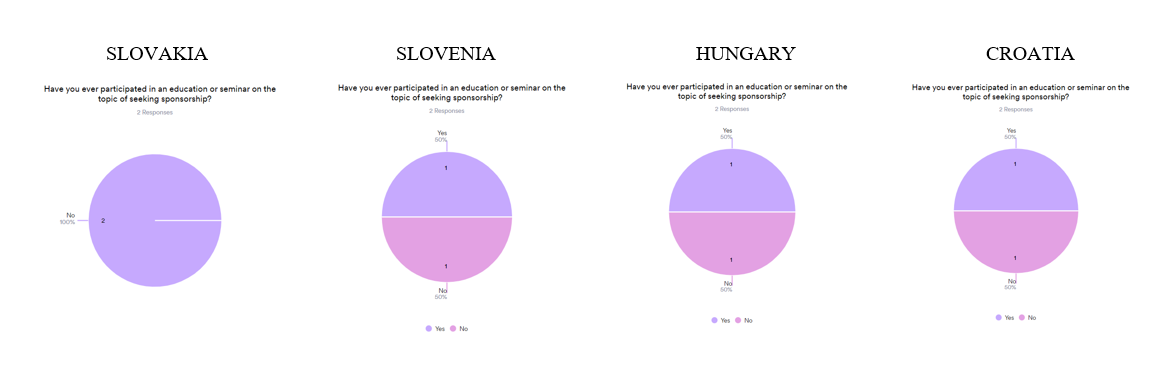 SLOVAKIA
Have you ever participated in an education or seminar on the
topic of seeking sponsorship?
2 Responses
No
100%
2
SLOVENIA
Have you ever participated in an education or seminar on the
topic of seeking sponsorship?
2 Responses
Yes
50%
1
1
No
50%
Yes No
HUNGARY
Have you ever participated in an education or seminar on the
topic of seeking sponsorship?
2 Responses
Yes
50%
1
1
No
50%
Yes No
CROATIA
Have you ever participated in an education or seminar on the
topic of seeking sponsorship?
2 Responses
Yes
50%
1
1
No
50%
Yes No